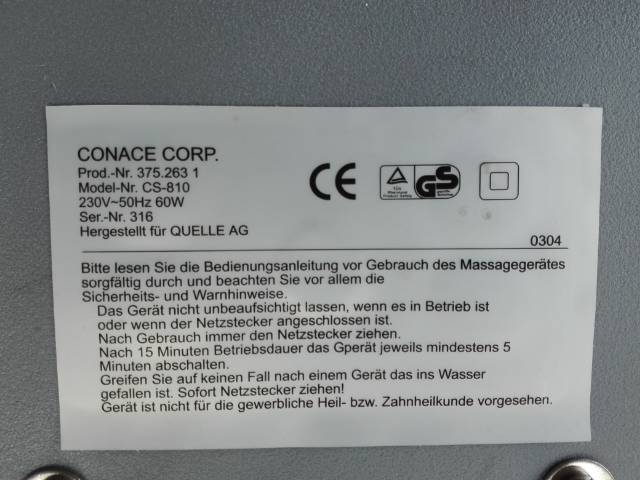 CONACE CORP.
Prod.-Nr. 375.263 1
Model-Nr. CS-810
230V~50Hz 60W
Ser.-Nr. 316
Hergestellt für QUELLE AG
CE
TÜV
Rheinland
Product Safety
GS
0304
Bitte lesen Sie die Bedienungsanleitung vor Gebrauch des Massagegerätes
sorgfältig durch und beachten Sie vor allem die
Sicherheits- und Warnhinweise.
Das Gerät nicht unbeaufsichtigt lassen, wenn es in Betrieb ist
oder wenn der Netzstecker angeschlossen ist.
Nach Gebrauch immer den Netzstecker ziehen.
Nach 15 Minuten Betriebsdauer das Gperät jeweils mindestens 5
Minuten abschalten.
Greifen Sie auf keinen Fall nach einem Gerät das ins Wasser
gefallen ist. Sofort Netzstecker ziehen!
Gerät ist nicht für die gewerbliche Heil- bzw. Zahnheilkunde vorgesehen.